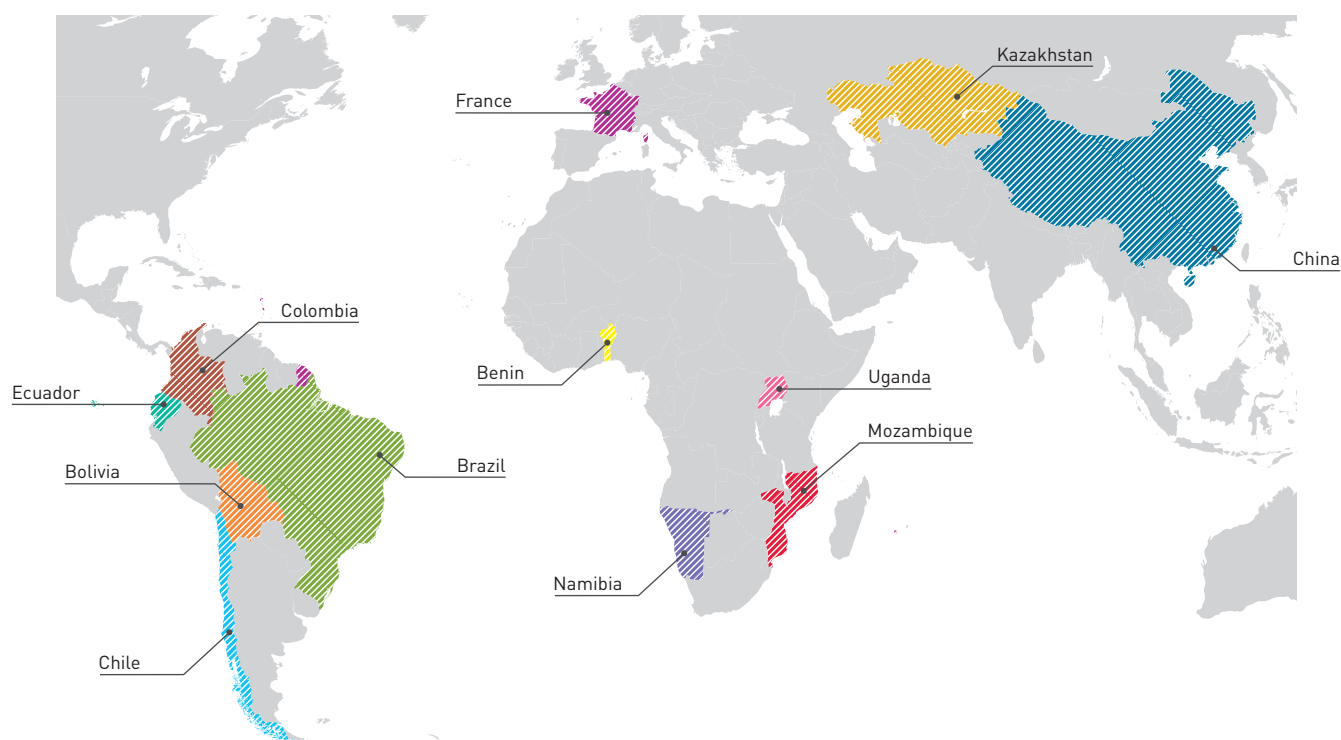 Kazakhstan
France
China
Colombia
Benin
Uganda
Ecuador
Mozambique
Bolivia
Brazil
Namibia
Chile